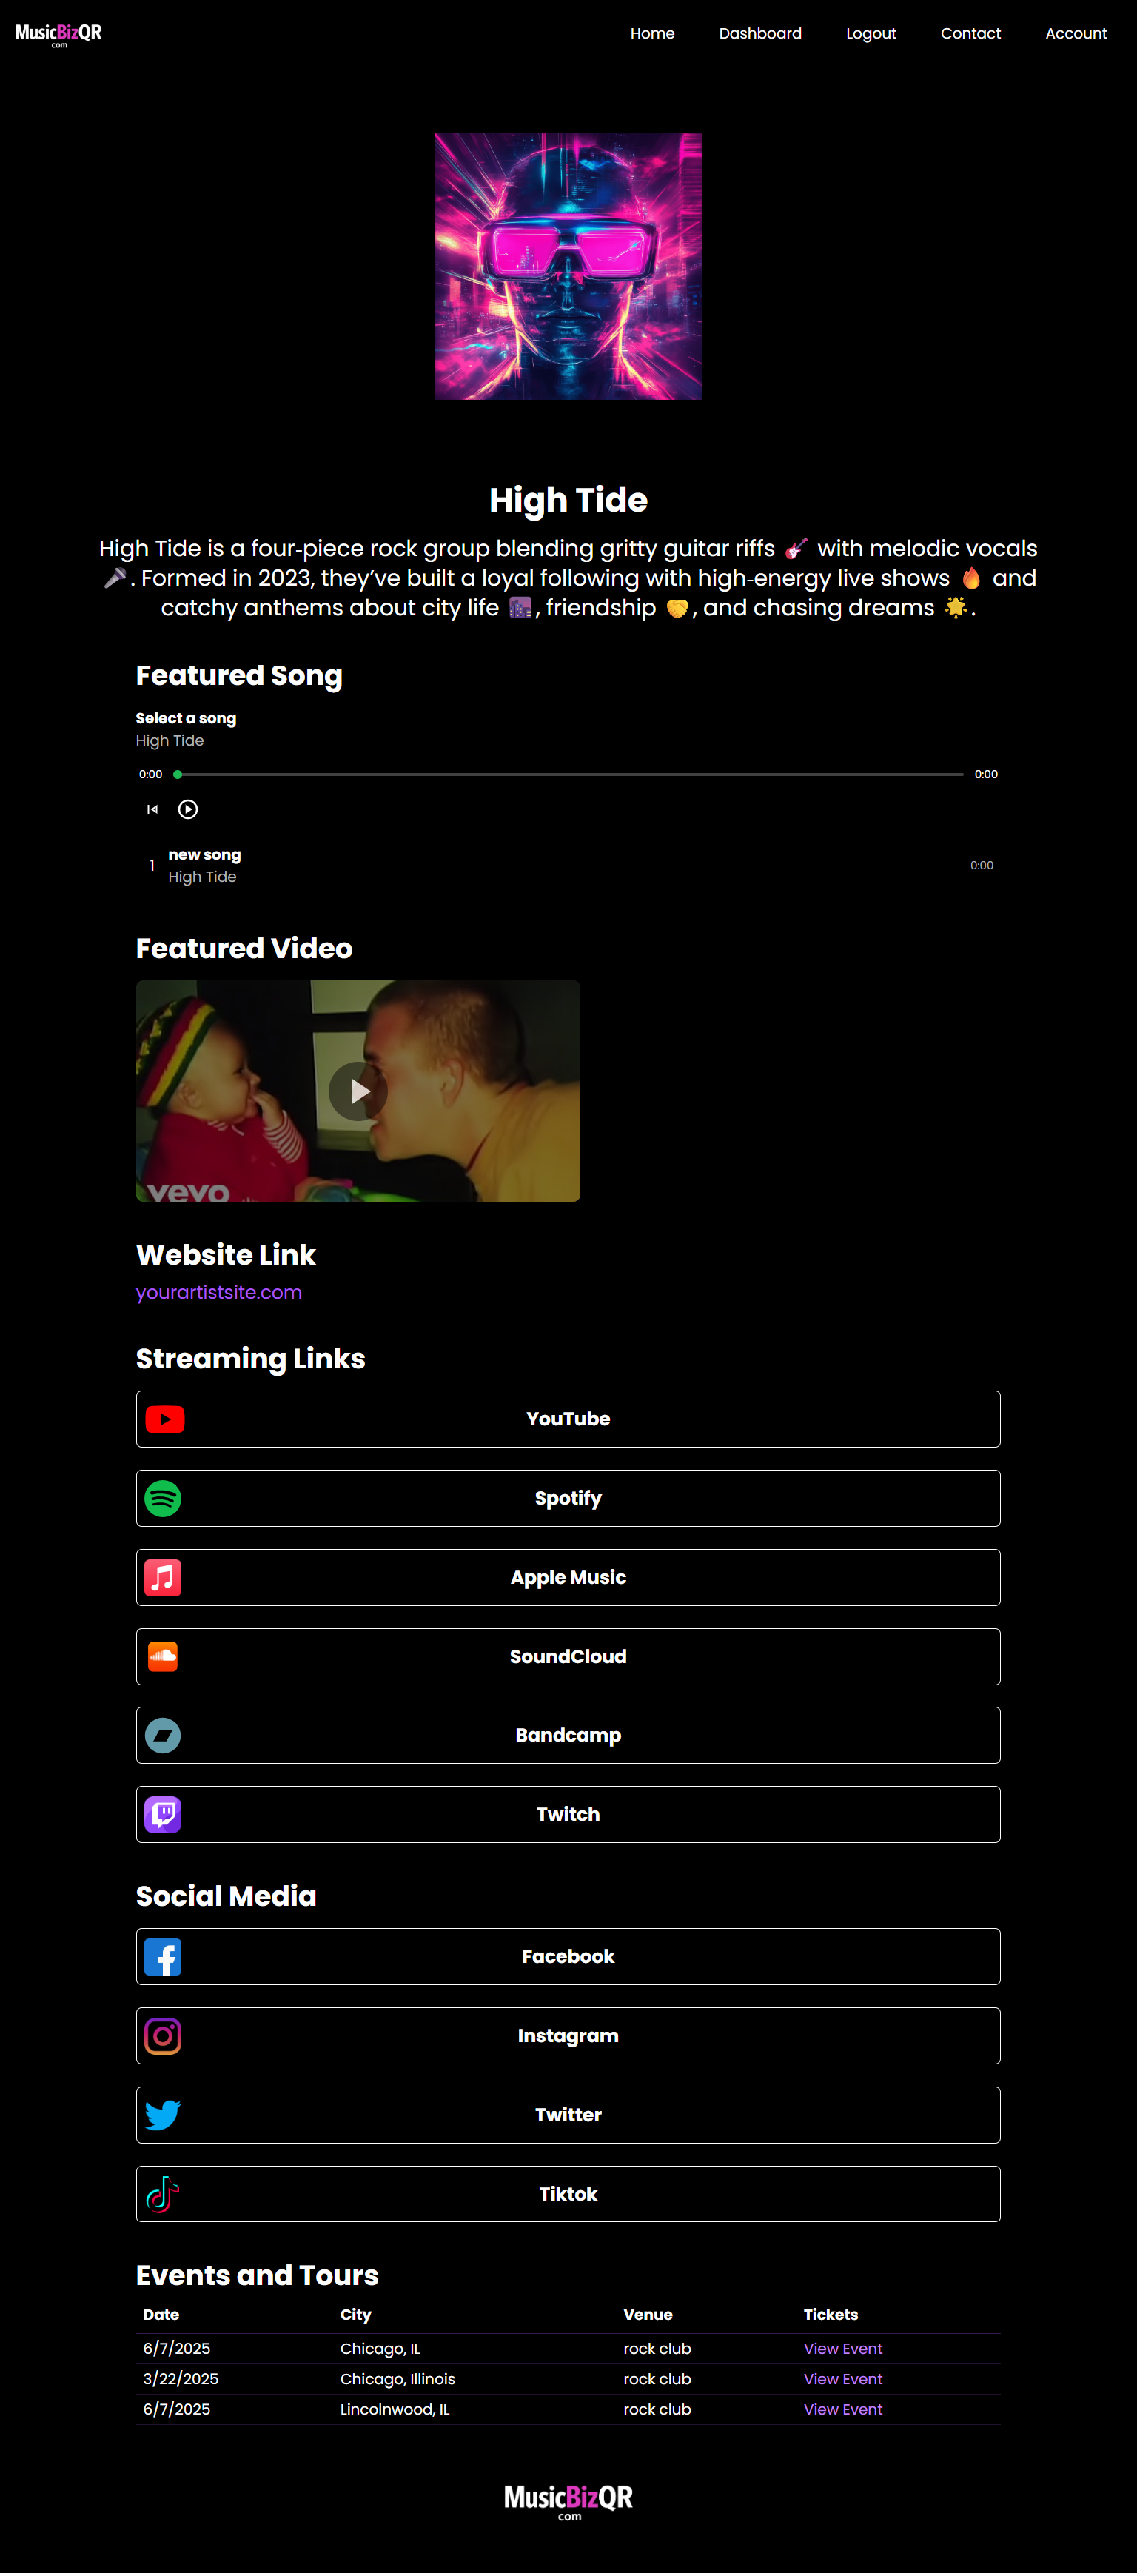 MusicBizQR
com
Home Dashboard Logout Contact Account
High Tide
High Tide is a four-piece rock group blending gritty guitar riffs 🎸 with melodic vocals
🎤. Formed in 2023, they’ve built a loyal following with high-energy live shows 🔥 and
catchy anthems about city life 🌆, friendship 🤝, and chasing dreams 🌟.
Featured Song
Select a song
High Tide
0:00 0:00
1 new song 0:00
High Tide
Featured Video
vevo
Website Link
yourartistsite.com
Streaming Links
YouTube
Spotify
Apple Music
SoundCloud
Bandcamp
Twitch
Social Media
Facebook
Instagram
Twitter
Tiktok
Events and Tours
Date City Venue Tickets
6/7/2025 Chicago, IL rock club View Event
3/22/2025 Chicago, Illinois rock club View Event
6/7/2025 Lincolnwood, IL rock club View Event
MusicBizQR
com